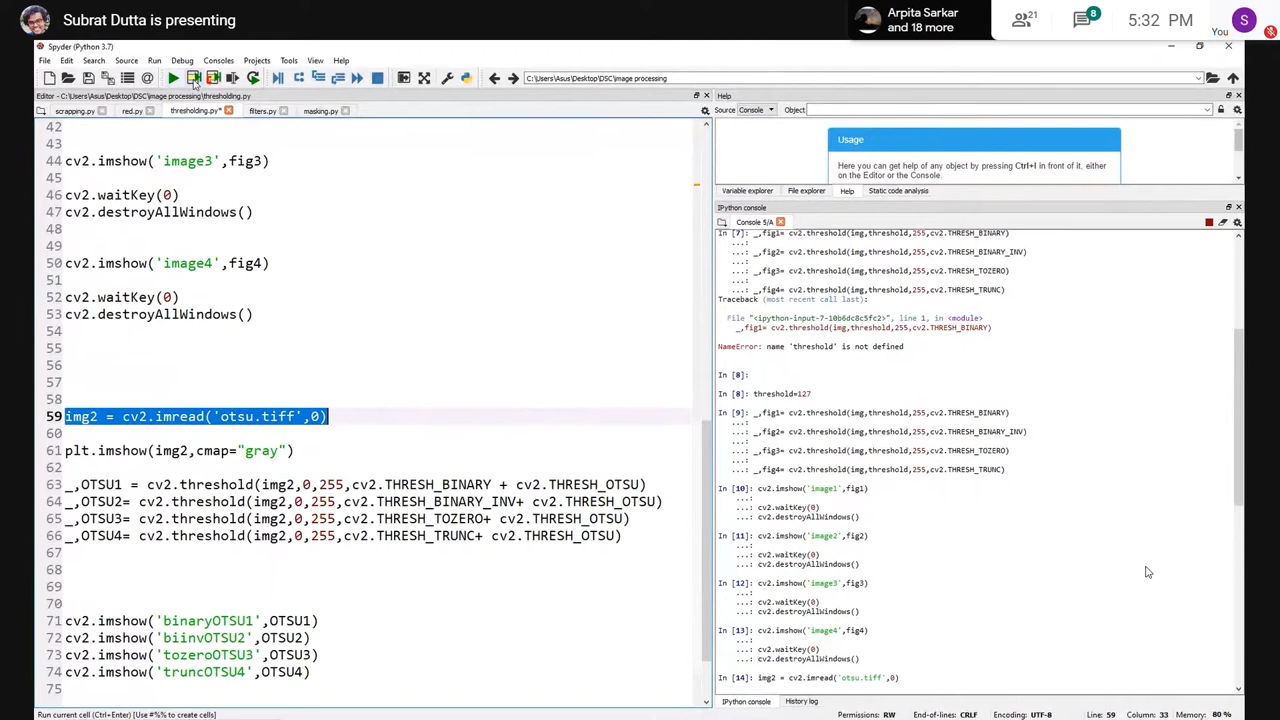 Subrat Dutta is presenting
Arpita Sarkar
and 18 more
21
8
5:32 PM
S
You
Spyder (Python 3.7)
File Edit Search Source Run Debug Consoles Projects Tools View Help
C:\Users\Asus\Desktop\DSC\image processing
Editor - C:\Users\Asus\Desktop\DSC\image processing\thresholding.py
scrapping.py red.py thresholding.py* filters.py masking.py
42
43
44 cv2.imshow('image3',fig3)
45
46 cv2.waitKey(0)
47 cv2.destroyAllWindows()
48
49
50 cv2.imshow('image4',fig4)
51
52 cv2.waitKey(0)
53 cv2.destroyAllWindows()
54
55
56
57
58
59 img2 = cv2.imread('otsu.tiff',0)
60
61 plt.imshow(img2,cmap="gray")
62
63 _,OTSU1 = cv2.threshold(img2,0,255,cv2.THRESH_BINARY + cv2.THRESH_OTSU)
64 _,OTSU2= cv2.threshold(img2,0,255,cv2.THRESH_BINARY_INV+ cv2.THRESH_OTSU)
65 _,OTSU3= cv2.threshold(img2,0,255,cv2.THRESH_TOZERO+ cv2.THRESH_OTSU)
66 _,OTSU4= cv2.threshold(img2,0,255,cv2.THRESH_TRUNC+ cv2.THRESH_OTSU)
67
68
69
70
71 cv2.imshow('binaryOTSU1',OTSU1)
72 cv2.imshow('biinvOTSU2',OTSU2)
73 cv2.imshow('tozeroOTSU3',OTSU3)
74 cv2.imshow('truncOTSU4',OTSU4)
75
Help
Source Console Object
Usage
Here you can get help of any object by pressing Ctrl+I in front of it, either
on the Editor or the Console.
Variable explorer File explorer Help Static code analysis
IPython console
Console 5/A
In [7]: _,fig1= cv2.threshold(img,threshold,255,cv2.THRESH_BINARY)
...: _,fig2= cv2.threshold(img,threshold,255,cv2.THRESH_BINARY_INV)
...:
...: _,fig3= cv2.threshold(img,threshold,255,cv2.THRESH_TOZERO)
...:
...: _,fig4= cv2.threshold(img,threshold,255,cv2.THRESH_TRUNC)
Traceback (most recent call last):
File "<ipython-input-7-10b6dc8c5fc2>", line 1, in <module>
_,fig1= cv2.threshold(img,threshold,255,cv2.THRESH_BINARY)
NameError: name 'threshold' is not defined
In [8]:
In [8]: threshold=127
In [9]: _,fig1= cv2.threshold(img,threshold,255,cv2.THRESH_BINARY)
...:
...: _,fig2= cv2.threshold(img,threshold,255,cv2.THRESH_BINARY_INV)
...:
...: _,fig3= cv2.threshold(img,threshold,255,cv2.THRESH_TOZERO)
...:
...: _,fig4= cv2.threshold(img,threshold,255,cv2.THRESH_TRUNC)
In [10]: cv2.imshow('image1',fig1)
...:
...: cv2.waitKey(0)
...: cv2.destroyAllWindows()
In [11]: cv2.imshow('image2',fig2)
...:
...: cv2.waitKey(0)
...: cv2.destroyAllWindows()
In [12]: cv2.imshow('image3',fig3)
...:
...: cv2.waitKey(0)
...: cv2.destroyAllWindows()
In [13]: cv2.imshow('image4',fig4)
...:
...: cv2.waitKey(0)
...: cv2.destroyAllWindows()
In [14]: img2 = cv2.imread('otsu.tiff',0)
IPython console History log
Run current cell (Ctrl+Enter) [Use #%% to create cells]
Permissions: RW End-of-lines: CRLF Encoding: UTF-8 Line: 59 Column: 33 Memory: 80 %